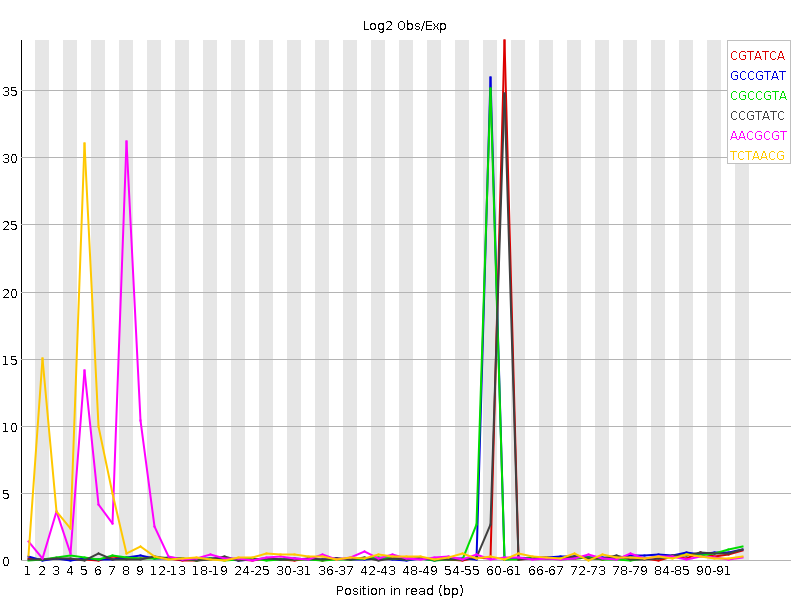 Log2 Obs/Exp
CGTATCA
GCCGTAT
CGCCGTA
CCGTATC
AACGCGT
TCTAACG
35
30
25
20
15
10
5
0
1 2 3 4 5 6 7 8 9 12-13 18-19 24-25 30-31 36-37 42-43 48-49 54-55 60-61 66-67 72-73 78-79 84-85 90-91
Position in read (bp)